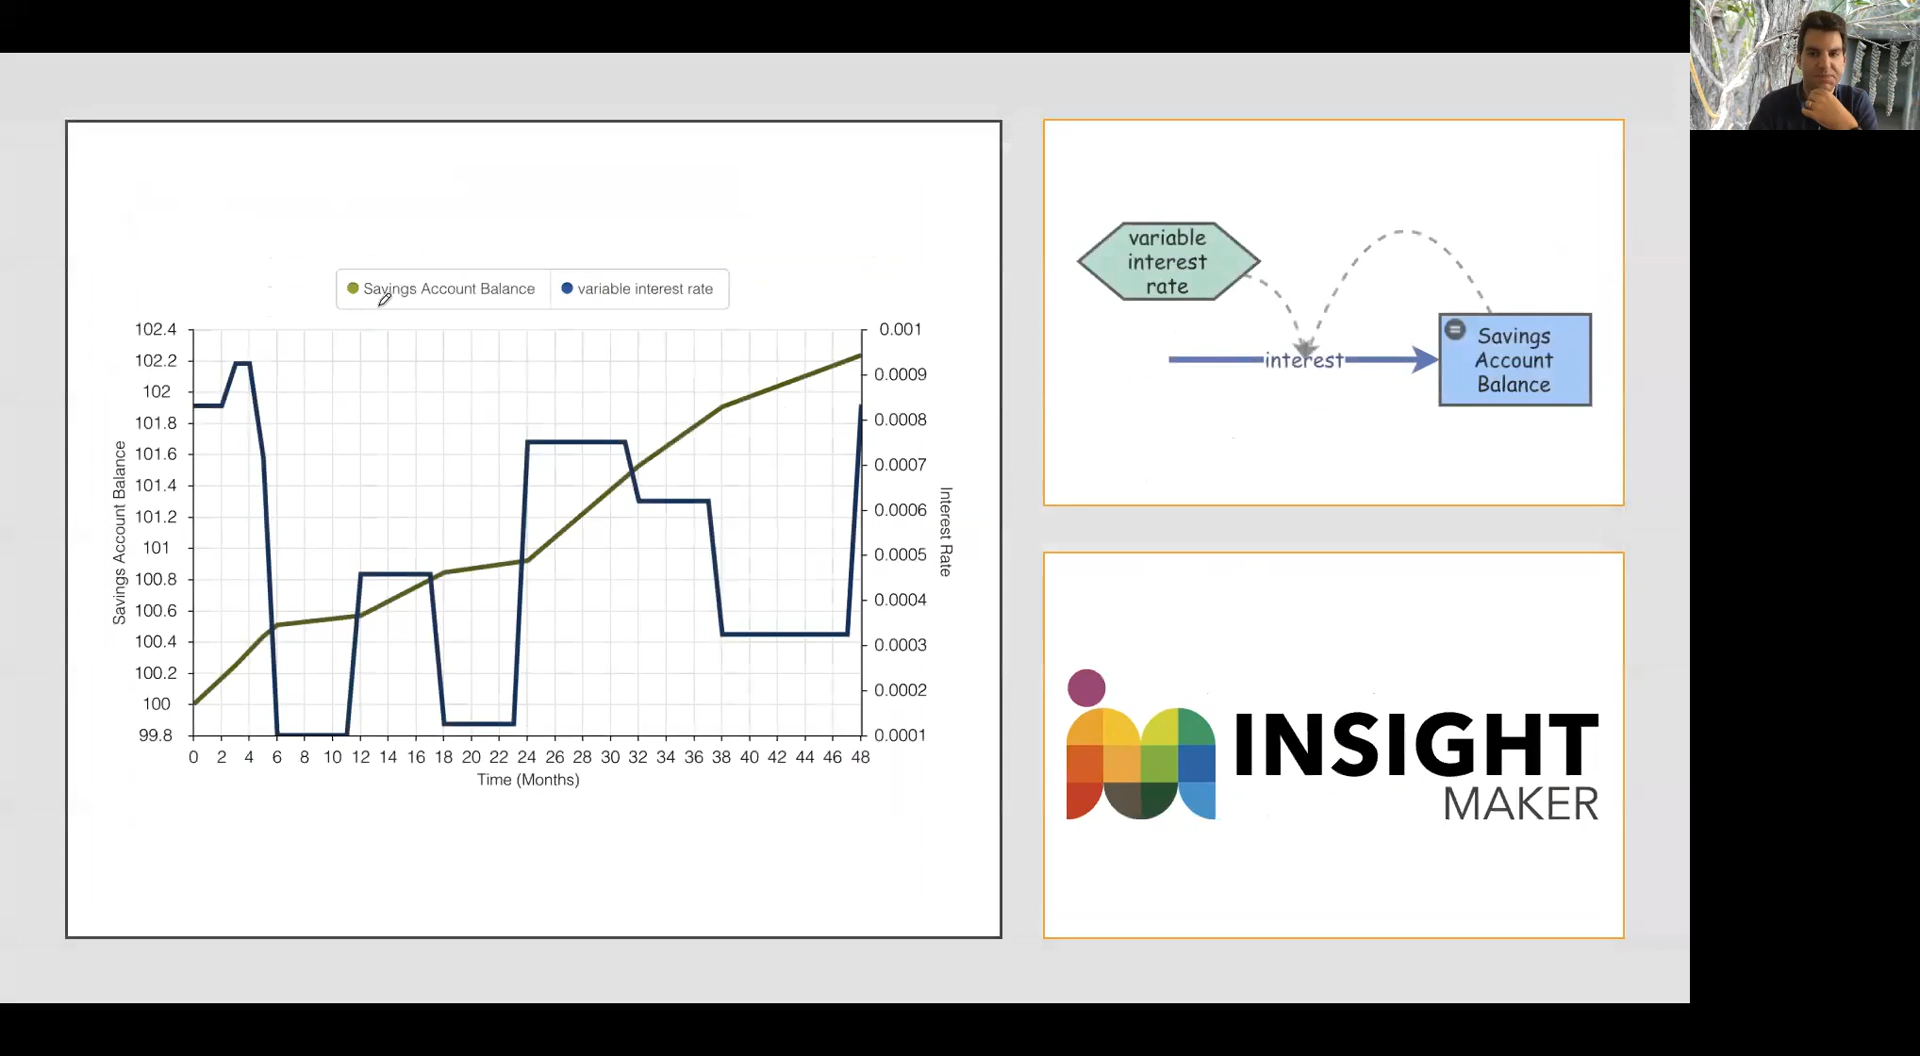 Savings Account Balance
variable interest rate
102.4
102.2
102
101.8
101.6
101.4
101.2
101
100.8
100.6
100.4
100.2
100
99.8
Savings Account Balance
0.001
0.0009
0.0008
0.0007
0.0006
0.0005
0.0004
0.0003
0.0002
0.0001
Interest Rate
0 2 4 6 8 10 12 14 16 18 20 22 24 26 28 30 32 34 36 38 40 42 44 46 48
Time (Months)
variable
interest
rate
interest
=
Savings
Account
Balance
INSIGHT
MAKER